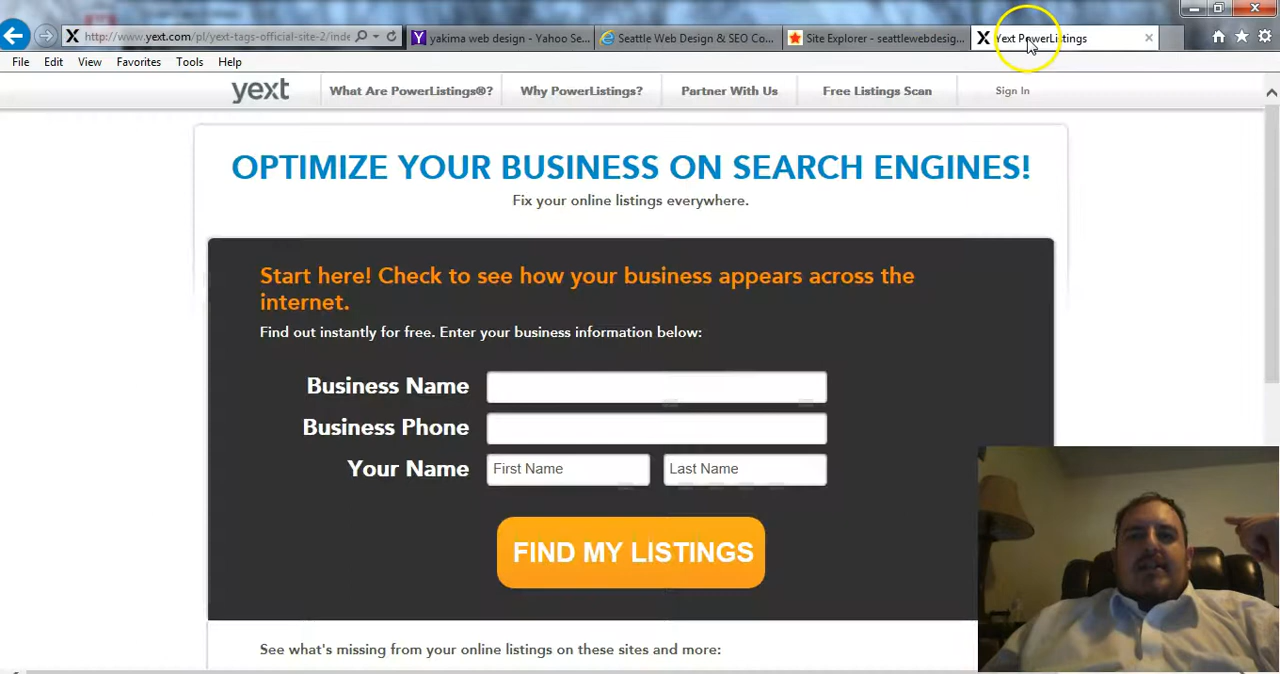 http://www.yext.com/pl/yext-tags-official-site-2/inde
yakima web design - Yahoo Se...
Seattle Web Design & SEO Co...
Site Explorer - seattlewebdesig...
Yext PowerListings
File Edit View Favorites Tools Help
yext
What Are PowerListings®?
Why PowerListings?
Partner With Us
Free Listings Scan
Sign In
OPTIMIZE YOUR BUSINESS ON SEARCH ENGINES!
Fix your online listings everywhere.
Start here! Check to see how your business appears across the
internet.
Find out instantly for free. Enter your business information below:
Business Name
Business Phone
Your Name First Name Last Name
FIND MY LISTINGS
See what's missing from your online listings on these sites and more: